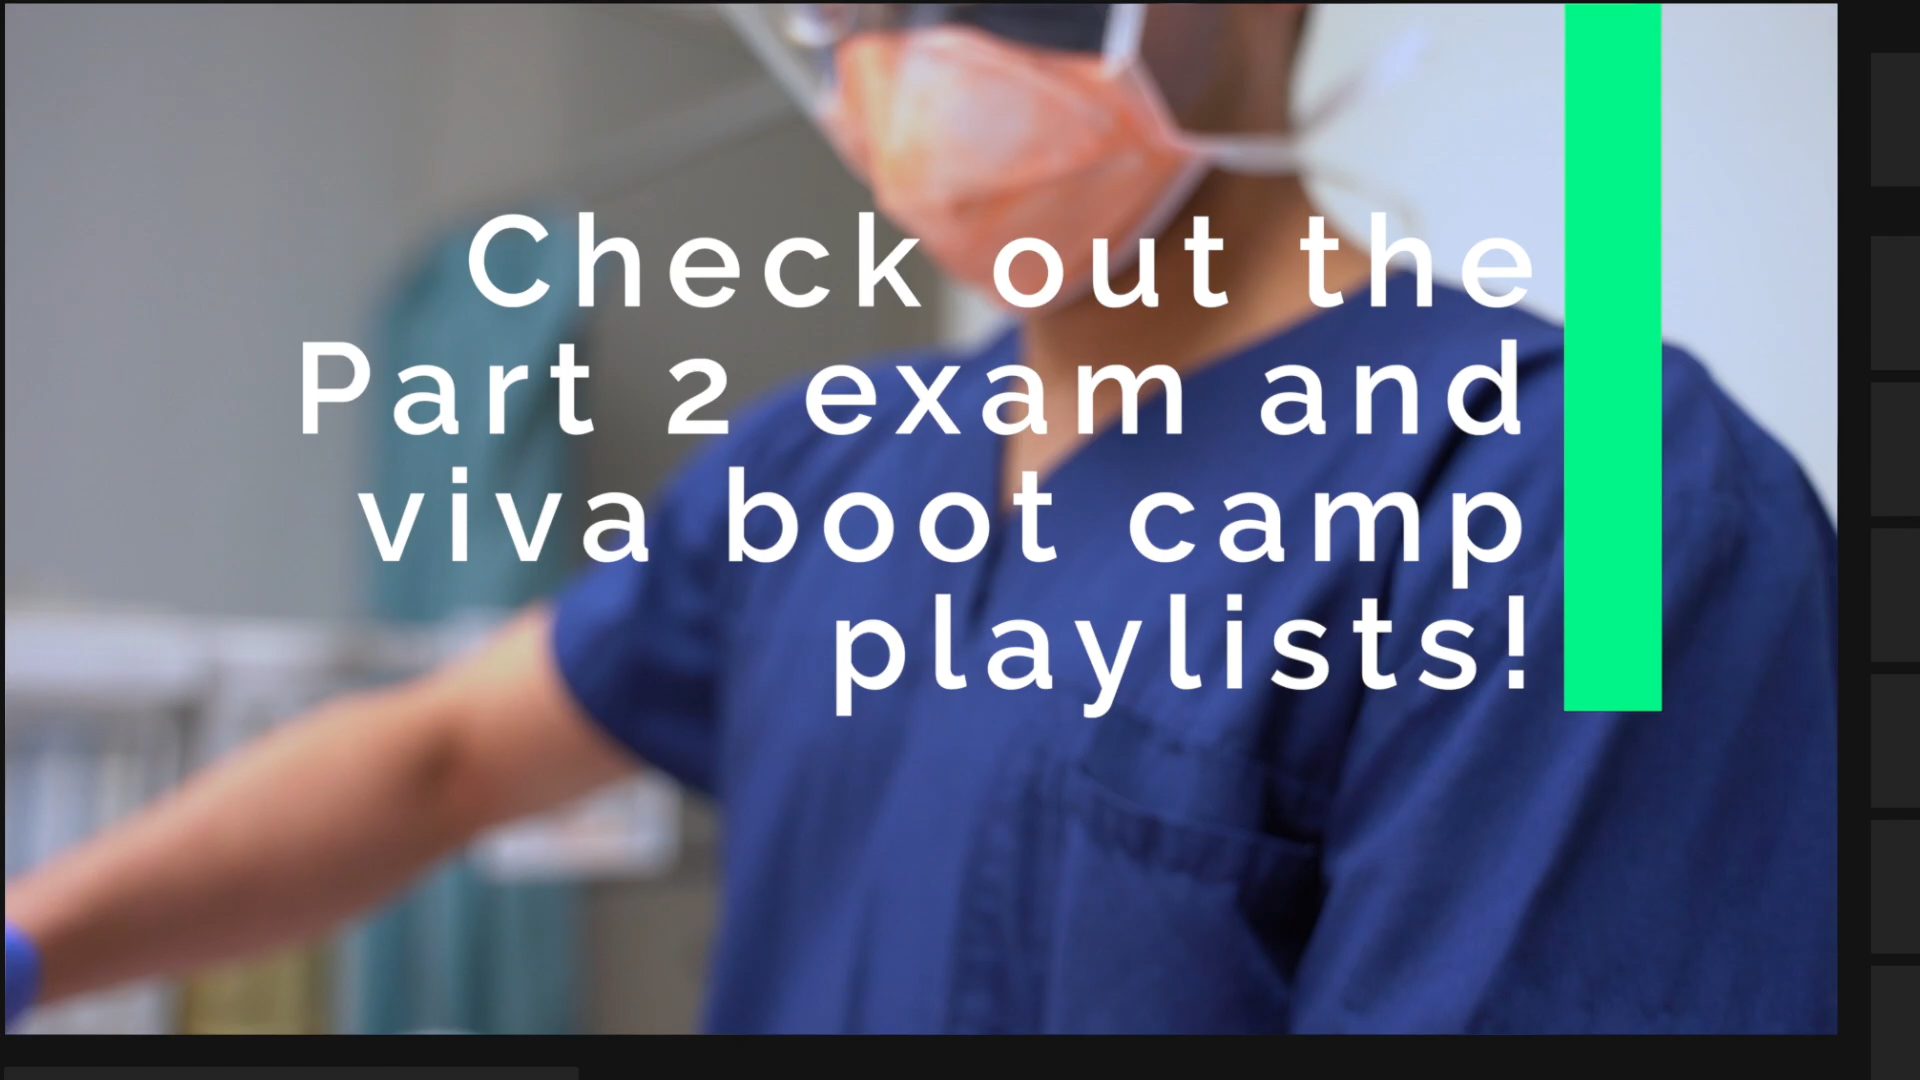 Check out the
Part 2 exam and
viva boot camp
playlists!